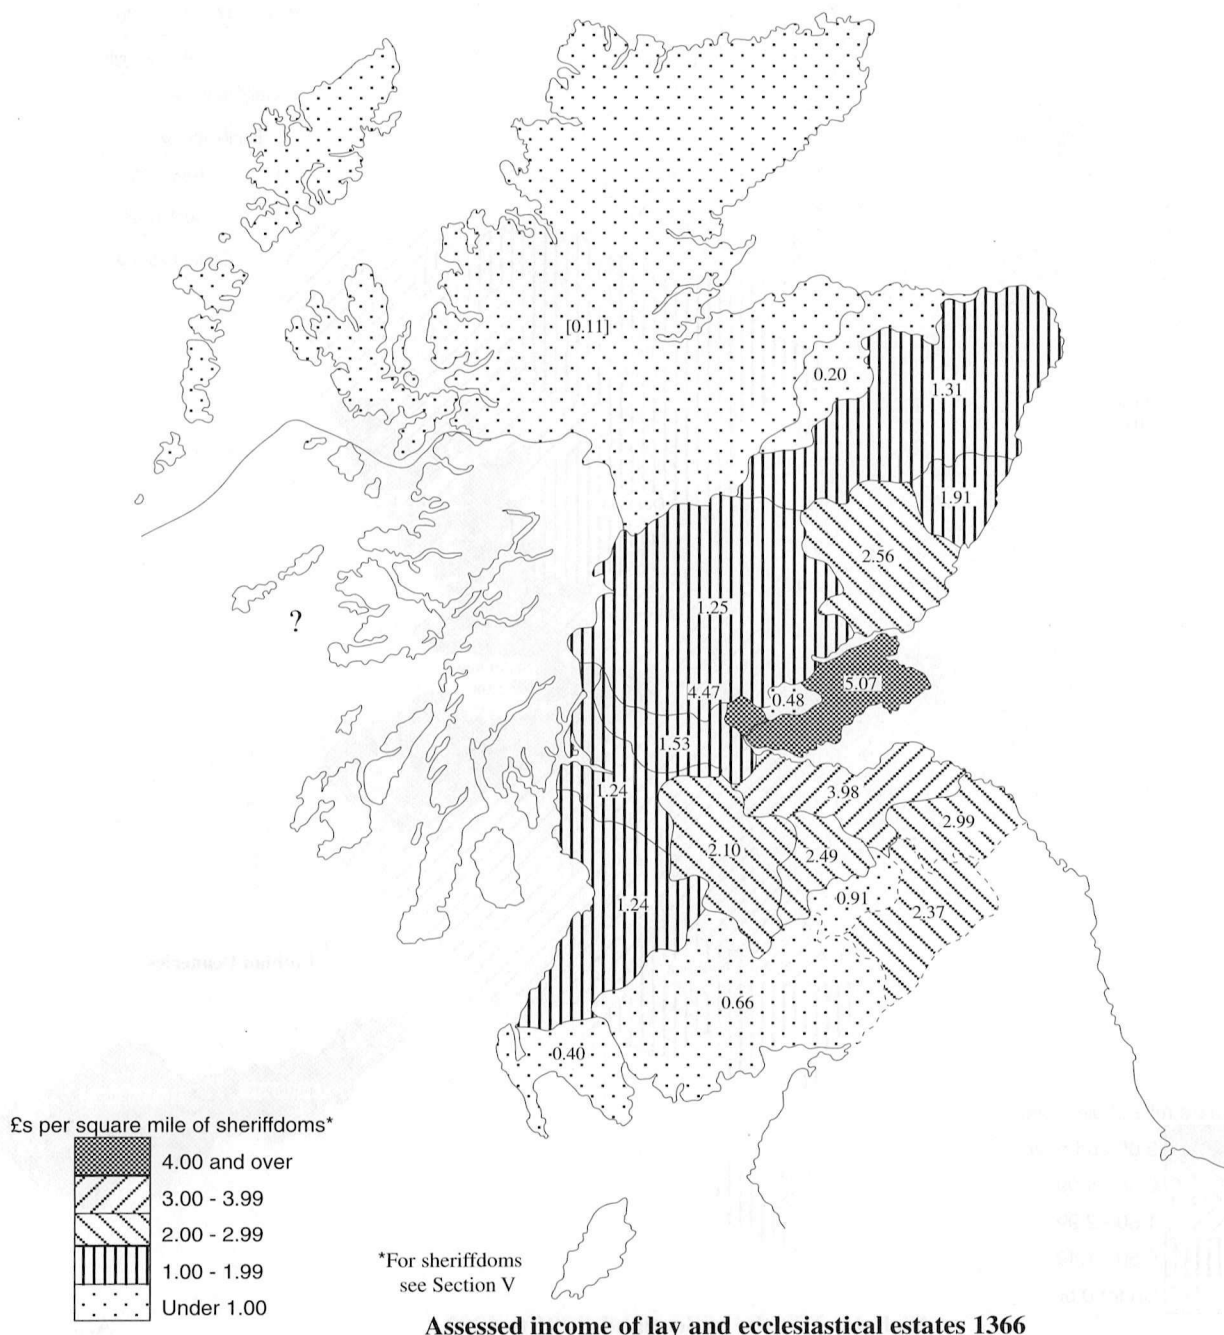 [0.11]
0.20
1.31
1.91
2.56
?
1.25
5.07
4.47
0.48
1.53
1.24
3.98
2.99
2.10
2.49
0.91
1.24
2.37
0.66
0.40
£s per square mile of sheriffdoms*
4.00 and over
3.00 - 3.99
2.00 - 2.99
1.00 - 1.99
Under 1.00
*For sheriffdoms
see Section V
Assessed income of lay and ecclesiastical estates 1366